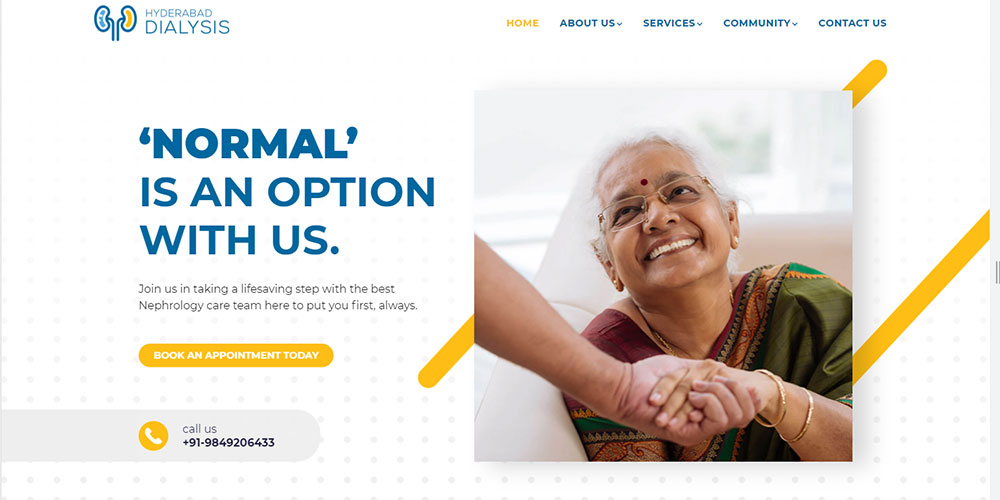 HYDERABAD
DIALYSIS
HOME ABOUT US SERVICES COMMUNITY CONTACT US
‘NORMAL’
IS AN OPTION
WITH US.
Join us in taking a lifesaving step with the best
Nephrology care team here to put you first, always.
BOOK AN APPOINTMENT TODAY
call us
+91-9849206433